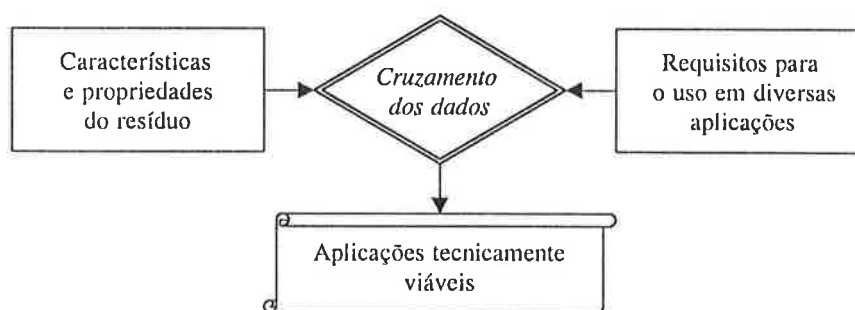 Características
e propriedades
do resíduo
Cruzamento
dos dados
Requisitos para
o uso em diversas
aplicações
Aplicações tecnicamente
viáveis